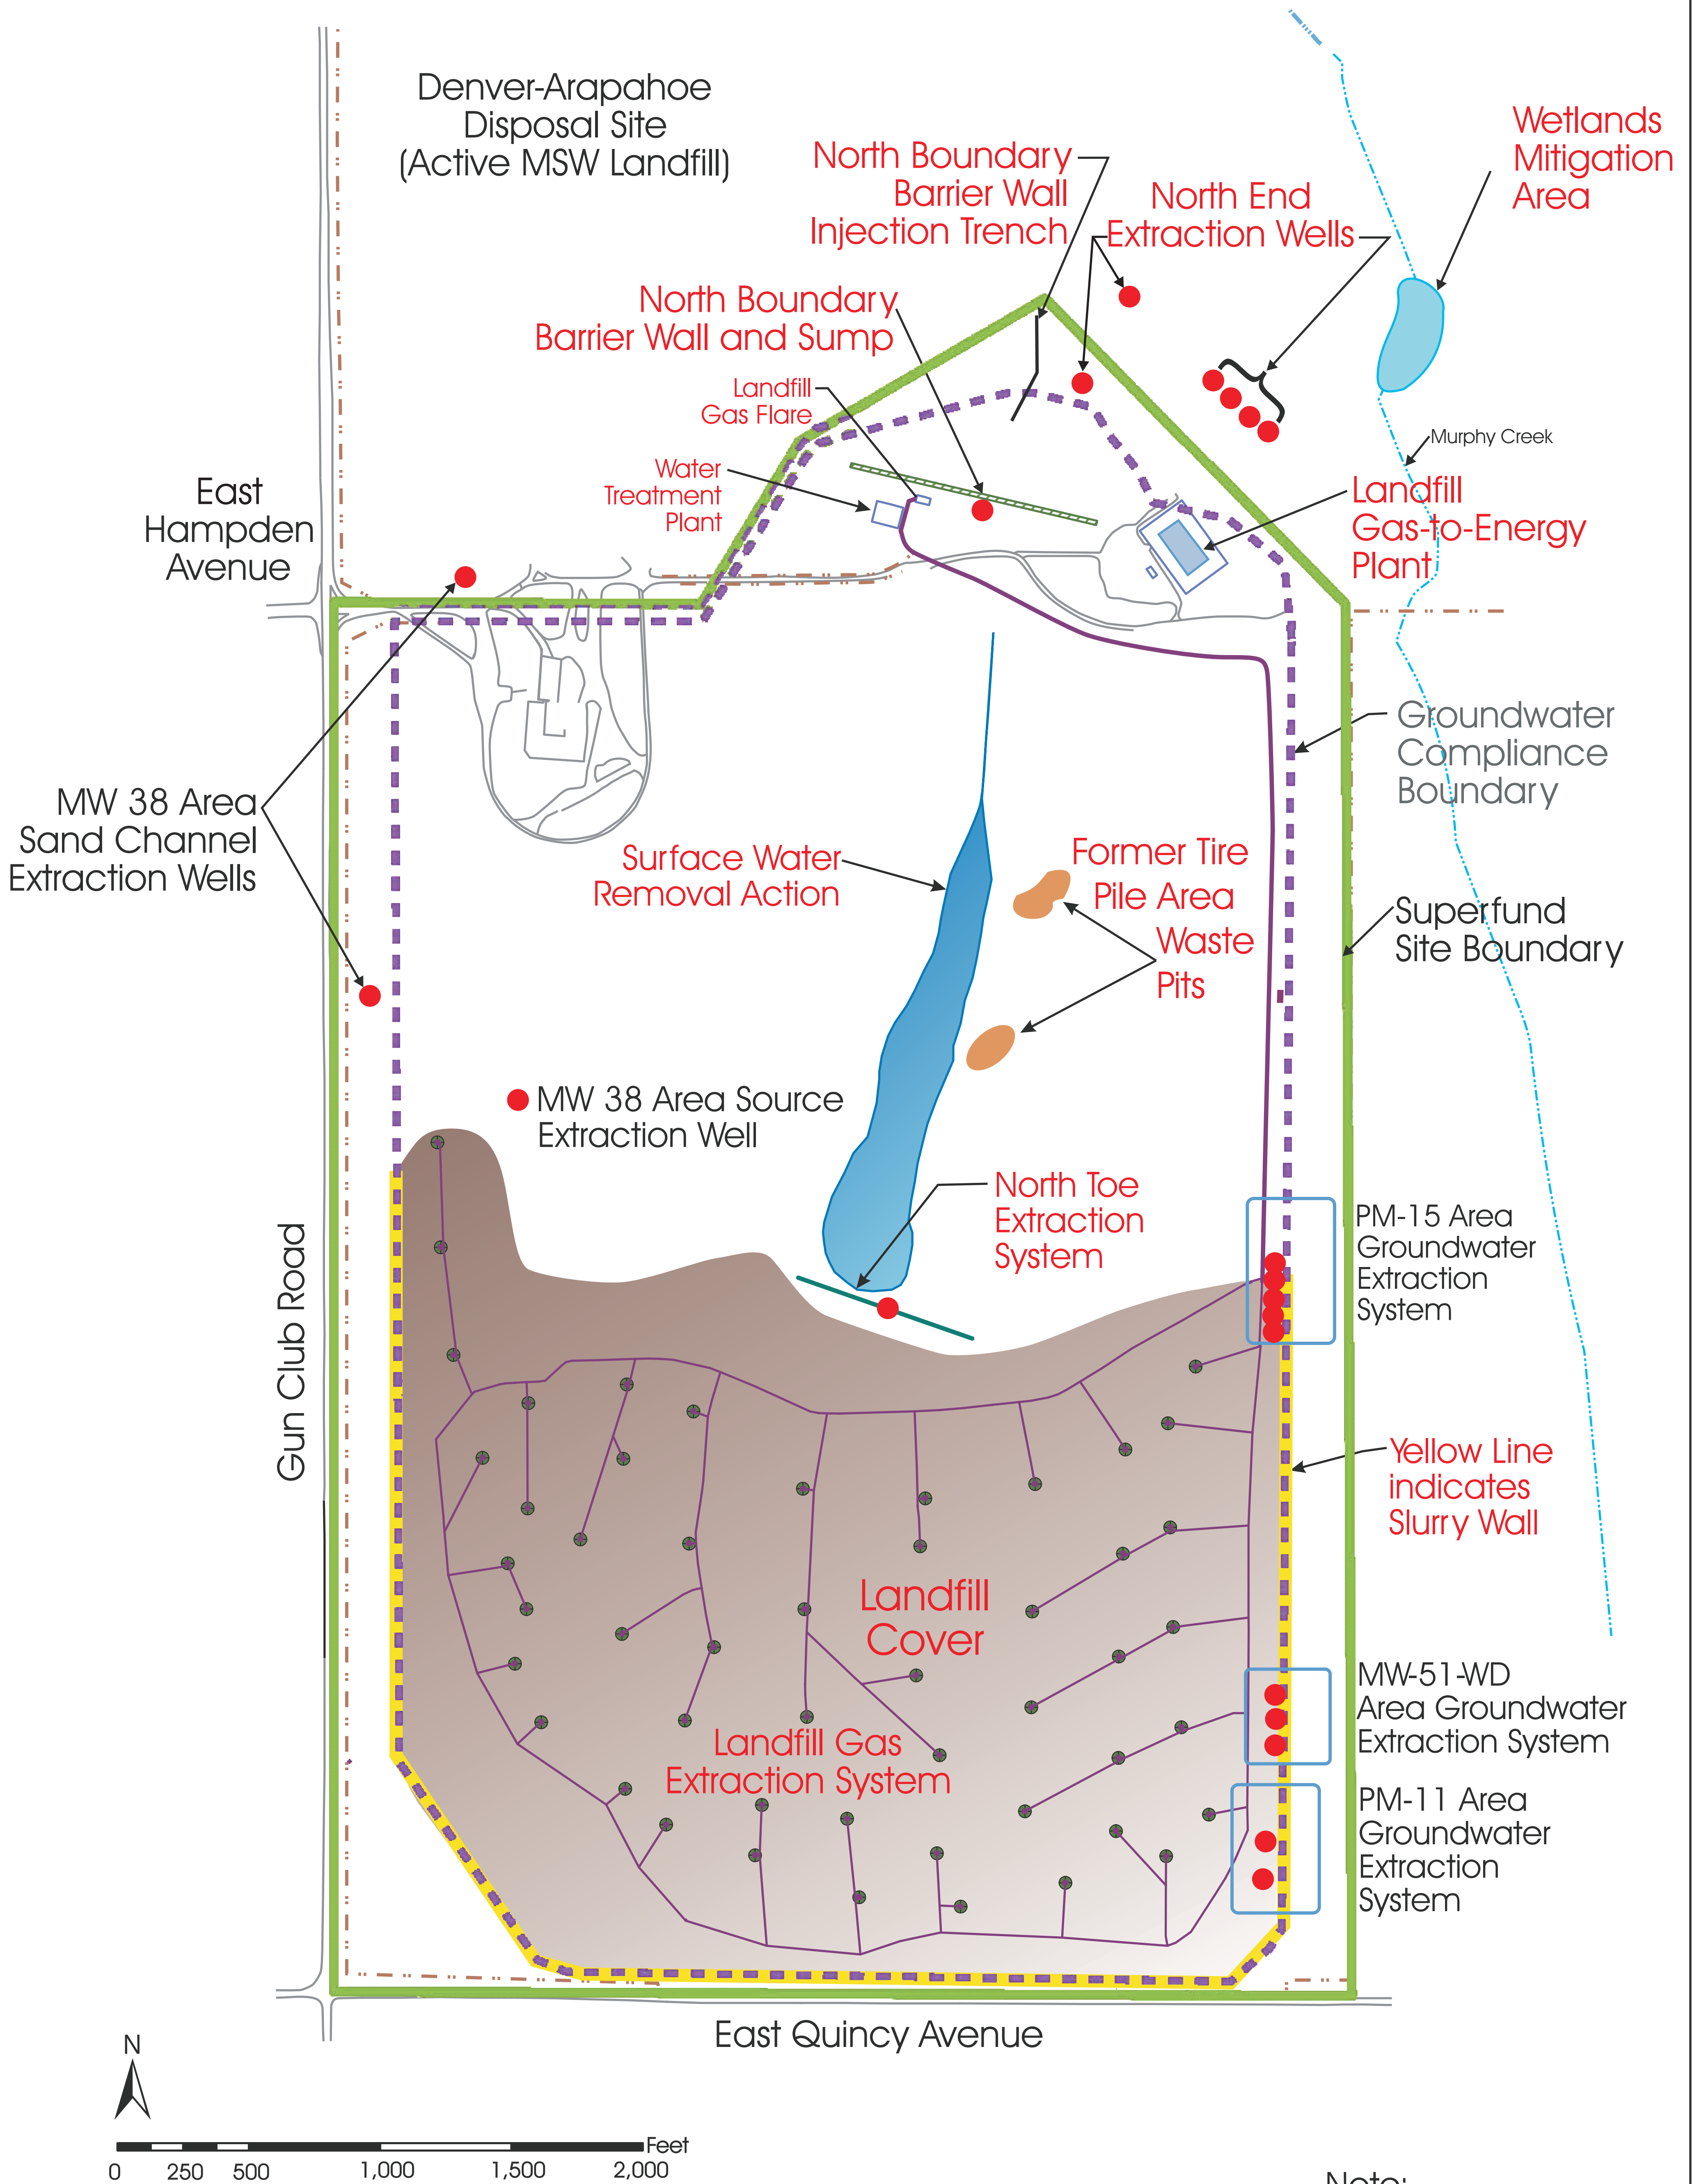 Denver-Arapahoe
Disposal Site
(Active MSW Landfill)
Wetlands
Mitigation
Area
North Boundary
Barrier Wall
Injection Trench
North End
Extraction Wells
North Boundary
Barrier Wall and Sump
Landfill
Gas Flare
Water
Treatment
Plant
Murphy Creek
Landfill
Gas-to-Energy
Plant
East
Hampden
Avenue
Groundwater
Compliance
Boundary
MW 38 Area
Sand Channel
Extraction Wells
Surface Water
Removal Action
Former Tire
Pile Area
Waste
Pits
Superfund
Site Boundary
MW 38 Area Source
Extraction Well
North Toe
Extraction
System
PM-15 Area
Groundwater
Extraction
System
Gun Club Road
Yellow Line
indicates
Slurry Wall
Landfill
Cover
Landfill Gas
Extraction System
MW-51-WD
Area Groundwater
Extraction System
PM-11 Area
Groundwater
Extraction
System
East Quincy Avenue
N
Feet
0 250 500 1,000 1,500 2,000
Note: